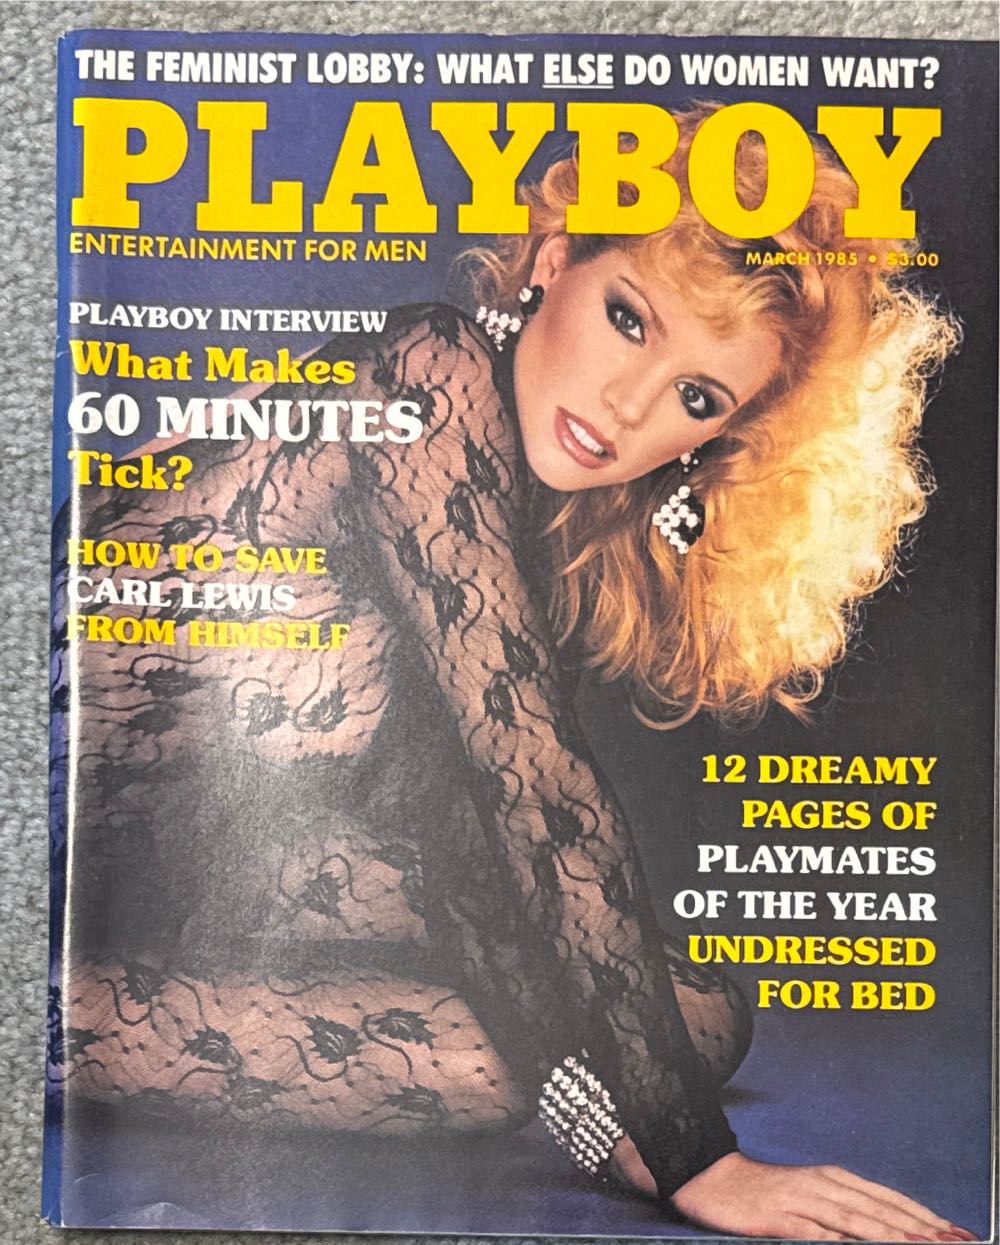 THE FEMINIST LOBBY: WHAT ELSE DO WOMEN WANT?
PLAYBOY
ENTERTAINMENT FOR MEN
MARCH 1985 • $3.00
PLAYBOY INTERVIEW
What Makes
60 MINUTES
Tick?
HOW TO SAVE
CARL LEWIS
FROM HIMSELF
12 DREAMY
PAGES OF
PLAYMATES
OF THE YEAR
UNDRESSED
FOR BED